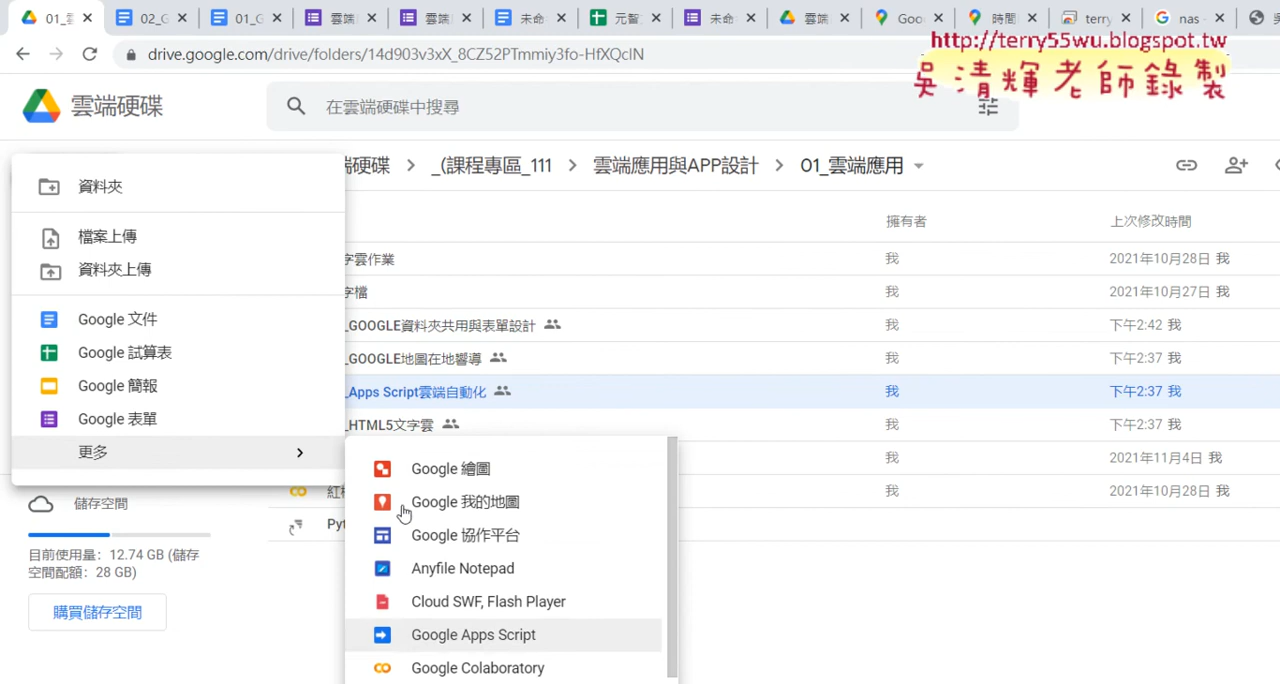 01_雲
02_G
01_G
雲端
雲端
未命
元智
未命
雲端
Goo
時間
terry
nas
drive.google.com/drive/folders/14d903v3xX_8CZ52PTmmiy3fo-HfXQcIN
http://terry55wu.blogspot.tw
吳清輝老師錄製
雲端硬碟
在雲端硬碟中搜尋
硬碟 > _(課程專區_111 > 雲端應用與APP設計 > 01_雲端應用
資料夾
檔案上傳
資料夾上傳
Google 文件
Google 試算表
Google 簡報
Google 表單
更多
擁有者 上次修改時間
字雲作業 我 2021年10月28日 我
字檔 我 2021年10月27日 我
_GOOGLE資料夾共用與表單設計 我 下午2:42 我
_GOOGLE地圖在地響導 我 下午2:37 我
_Apps Script雲端自動化 我 下午2:37 我
_HTML5文字雲 我 下午2:37 我
我 2021年11月4日 我
紅 我 2021年10月28日 我
Py
Google 繪圖
Google 我的地圖
Google 協作平台
Anyfile Notepad
Cloud SWF, Flash Player
Google Apps Script
Google Colaboratory
儲存空間
目前使用量：12.74 GB (儲存
空間配額：28 GB)
購買儲存空間